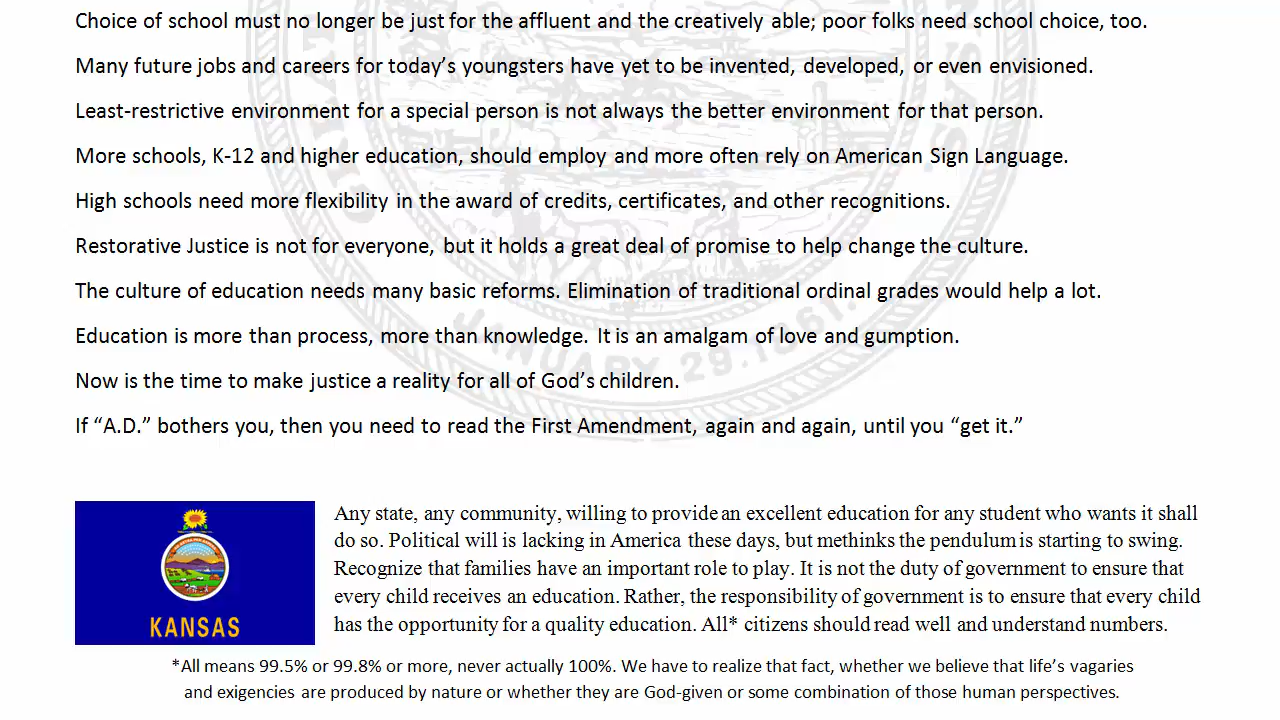 Choice of school must no longer be just for the affluent and the creatively able; poor folks need school choice, too.
Many future jobs and careers for today’s youngsters have yet to be invented, developed, or even envisioned.
Least-restrictive environment for a special person is not always the better environment for that person.
More schools, K-12 and higher education, should employ and more often rely on American Sign Language.
High schools need more flexibility in the award of credits, certificates, and other recognitions.
Restorative Justice is not for everyone, but it holds a great deal of promise to help change the culture.
The culture of education needs many basic reforms. Elimination of traditional ordinal grades would help a lot.
Education is more than process, more than knowledge. It is an amalgam of love and gumption.
JANUARY 29.1861.
Now is the time to make justice a reality for all of God’s children.
If “A.D.” bothers you, then you need to read the First Amendment, again and again, until you “get it.”
Any state, any community, willing to provide an excellent education for any student who wants it shall
do so. Political will is lacking in America these days, but methinks the pendulum is starting to swing.
Recognize that families have an important role to play. It is not the duty of government to ensure that
every child receives an education. Rather, the responsibility of government is to ensure that every child
has the opportunity for a quality education. All* citizens should read well and understand numbers.
KANSAS
*All means 99.5% or 99.8% or more, never actually 100%. We have to realize that fact, whether we believe that life’s vagaries
and exigencies are produced by nature or whether they are God-given or some combination of those human perspectives.